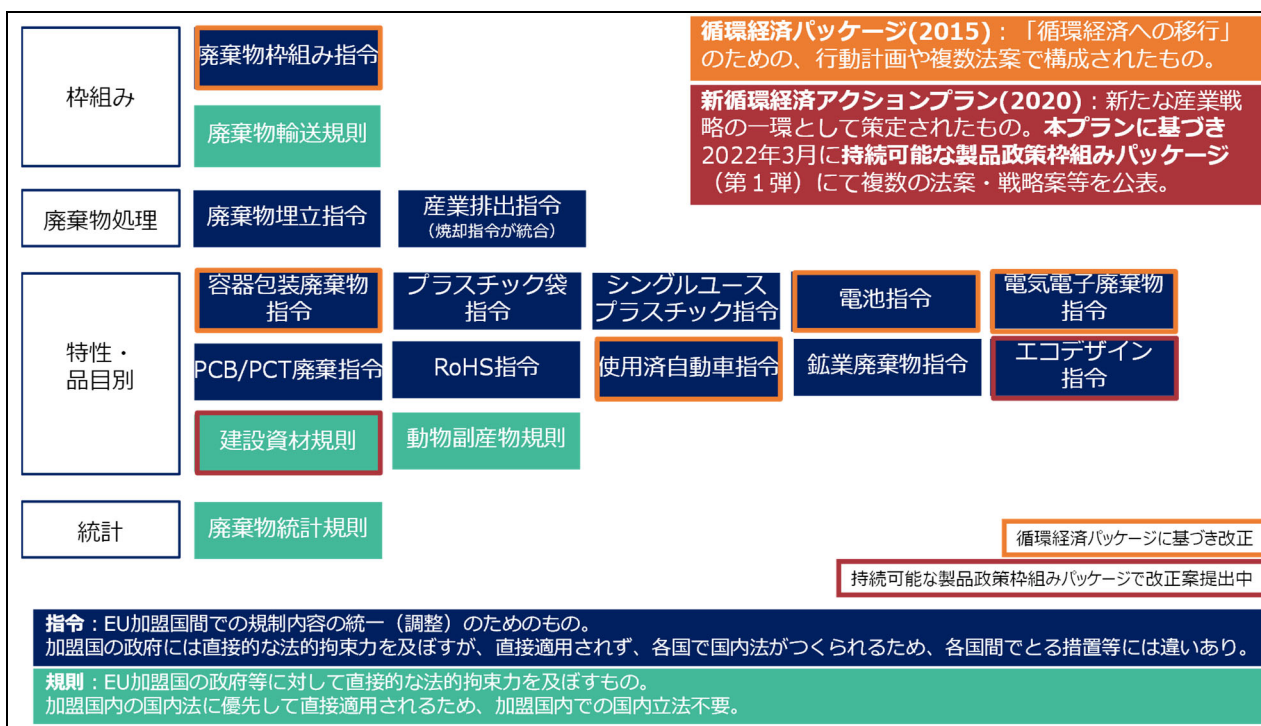 循環経済パッケージ(2015)：「循環経済への移行」
のための、行動計画や複数法案で構成されたもの。
新循環経済アクションプラン(2020)：新たな産業戦
略の一環として策定されたもの。本プランに基づき
2022年3月に持続可能な製品政策枠組みパッケージ
（第１弾）にて複数の法案・戦略案等を公表。
枠組み
廃棄物枠組み指令
廃棄物輸送規則
廃棄物処理
廃棄物埋立指令
産業排出指令
（焼却指令が統合）
特性・
品目別
容器包装廃棄物
指令
プラスチック袋
指令
シングルユース
プラスチック指令
電池指令
電気電子廃棄物
指令
PCB/PCT廃棄指令
RoHS指令
使用済自動車指令
鉱業廃棄物指令
エコデザイン
指令
建設資材規則
動物副産物規則
統計
廃棄物統計規則
循環経済パッケージに基づき改正
持続可能な製品政策枠組みパッケージで改正案提出中
指令：EU加盟国間での規制内容の統一（調整）のためのもの。
加盟国の政府には直接的な法的拘束力を及ぼすが、直接適用されず、各国で国内法がつくられるため、各国間でとる措置等には違いあり。
規則：EU加盟国の政府等に対して直接的な法的拘束力を及ぼすもの。
加盟国内の国内法に優先して直接適用されるため、加盟国内での国内立法不要。